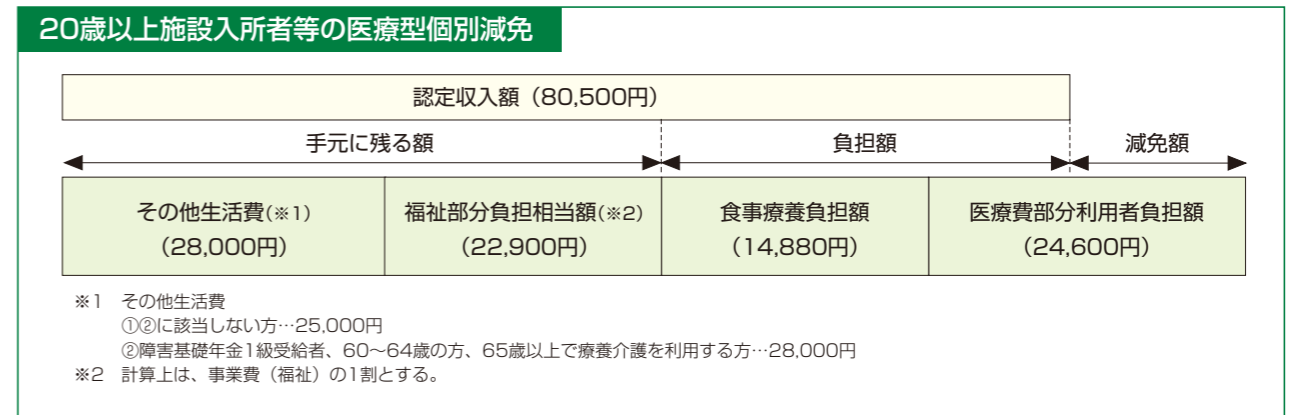 20歳以上施設入所者等の医療型個別減免
認定収入額（80,500円）
手元に残る額 負担額 減免額
その他生活費(※1) 福祉部分負担相当額(※2) 食事療養負担額 医療費部分利用者負担額
（28,000円） （22,900円） （14,880円） （24,600円）
※1 その他生活費
①②に該当しない方…25,000円
②障害基礎年金1級受給者、60～64歳の方、65歳以上で療養介護を利用する方…28,000円
※2 計算上は、事業費（福祉）の1割とする。